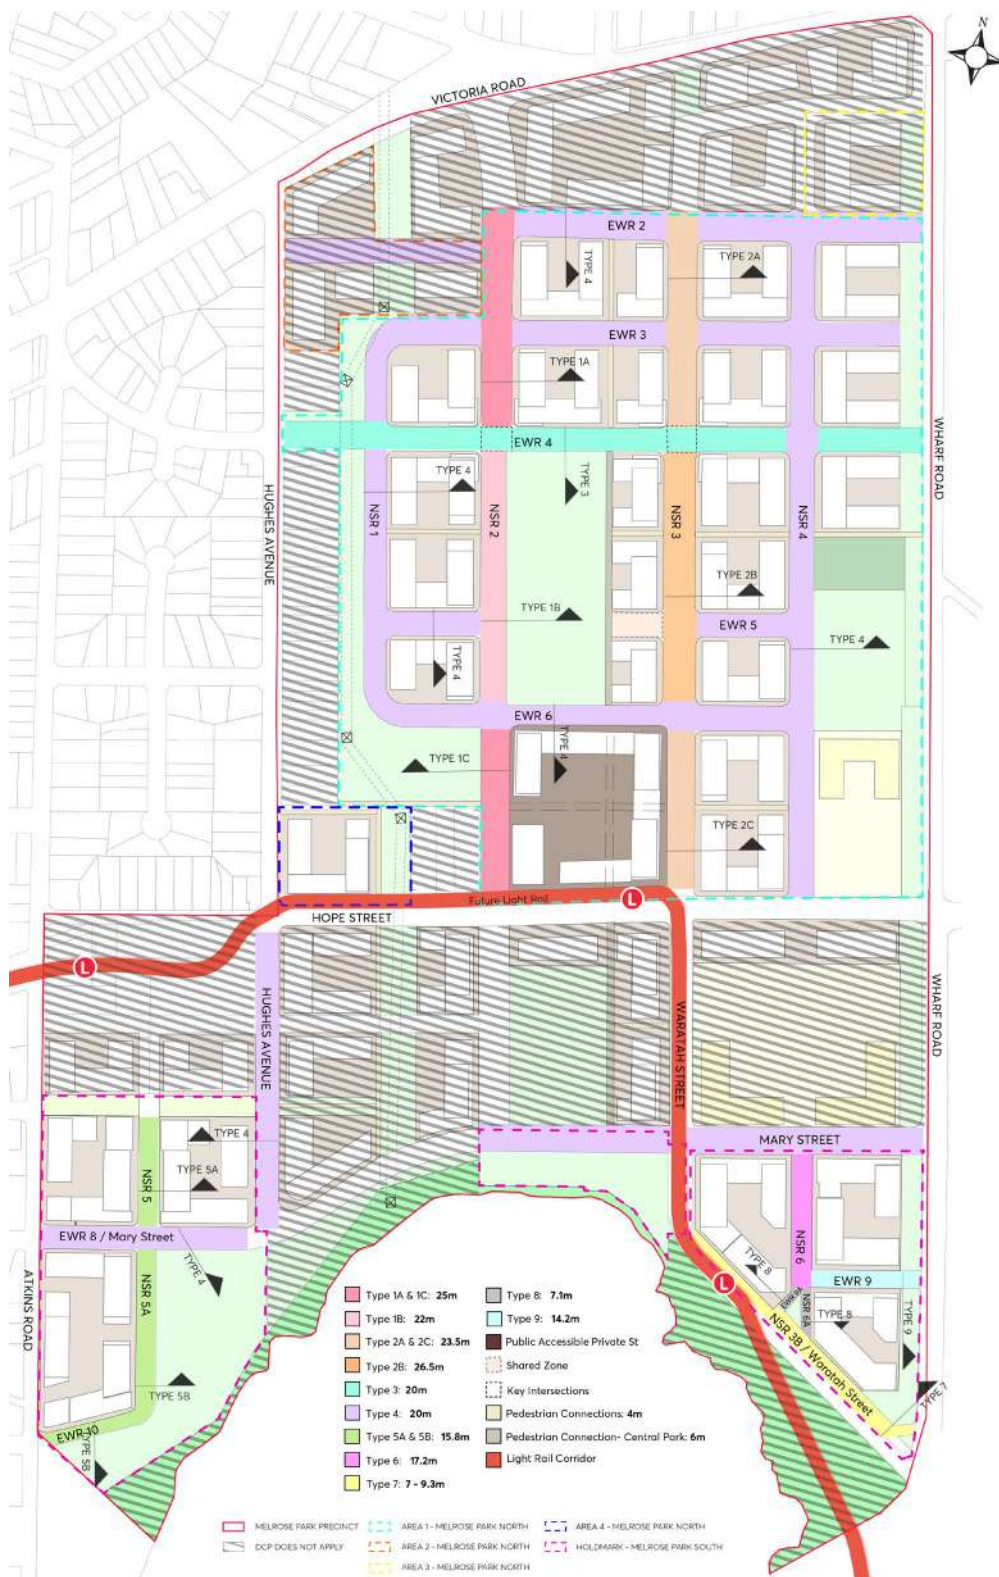 N
VICTORIA ROAD
EWR 2
TYPE 4
TYPE 2A
EWR 3
TYPE 1A
EWR 4
TYPE 4
TYPE 3
HUGHES AVENUE
WHARF ROAD
NSR 1
NSR 2
NSR 3
NSR 4
TYPE 2B
TYPE 1B
EWR 5
TYPE 4
TYPE 4
EWR 6
TYPE 4
TYPE 1C
TYPE 2C
Future Light Rail
L
HOPE STREET
L
HUGHES AVENUE
WARATAH STREET
WHARF ROAD
TYPE 4
MARY STREET
TYPE 5A
NSR 5
EWR 8 / Mary Street
TYPE 4
NSR 6
TYPE 8
EWR 9
EWR 9A
NSR 6A
TYPE 8
TYPE 9
ATKINS ROAD
NSR 5A
L
NSR 3B / Waratah Street
TYPE 7
TYPE 5B
EWR 10
TYPE 5B
Type 1A & 1C: 25m
Type 1B: 22m
Type 2A & 2C: 23.5m
Type 2B: 26.5m
Type 3: 20m
Type 4: 20m
Type 5A & 5B: 15.8m
Type 6: 17.2m
Type 7: 7 - 9.3m
Type 8: 7.1m
Type 9: 14.2m
Public Accessible Private St
Shared Zone
Key Intersections
Pedestrian Connections: 4m
Pedestrian Connection- Central Park: 6m
Light Rail Corridor
MELROSE PARK PRECINCT
DCP DOES NOT APPLY
AREA 1 - MELROSE PARK NORTH
AREA 2 - MELROSE PARK NORTH
AREA 3 - MELROSE PARK NORTH
AREA 4 - MELROSE PARK NORTH
HOLDMARK - MELROSE PARK SOUTH